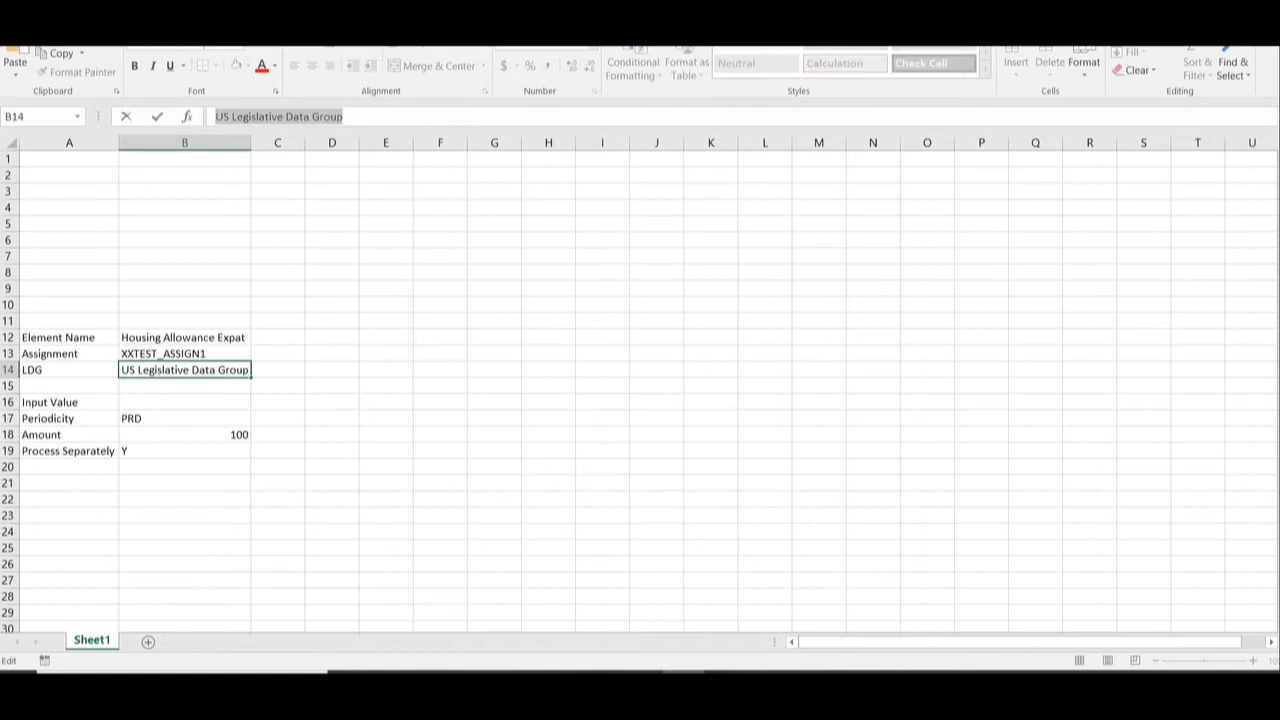 Copy
Paste
Format Painter
B I U A
Merge & Center
$ % ,
Conditional Formatting
Format as Table
Neutral
Calculation
Check Cell
Insert Delete Format
Fill
Clear
Sort & Filter
Find & Select
Clipboard Font Alignment Number Styles Cells Editing
B14 fx US Legislative Data Group
A B C D E F G H I J K L M N O P Q R S T U
1
2
3
4
5
6
7
8
9
10
11
12 Element Name Housing Allowance Expat
13 Assignment XXTEST_ASSIGN1
14 LDG US Legislative Data Group
15
16 Input Value
17 Periodicity PRD
18 Amount 100
19 Process Separately Y
20
21
22
23
24
25
26
27
28
29
30
Sheet1
Edit